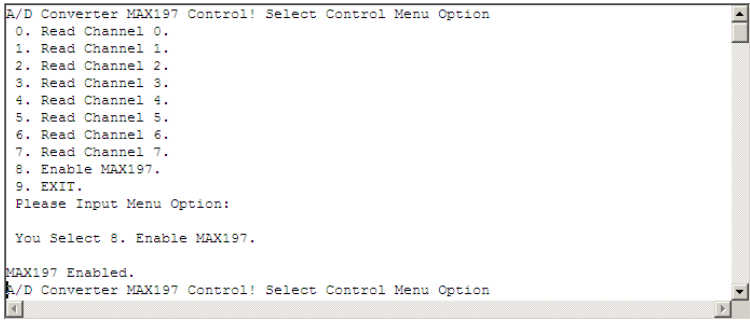 A/D Converter MAX197 Control! Select Control Menu Option
0. Read Channel 0.
1. Read Channel 1.
2. Read Channel 2.
3. Read Channel 3.
4. Read Channel 4.
5. Read Channel 5.
6. Read Channel 6.
7. Read Channel 7.
8. Enable MAX197.
9. EXIT.
Please Input Menu Option:
You Select 8. Enable MAX197.
MAX197 Enabled.
A/D Converter MAX197 Control! Select Control Menu Option